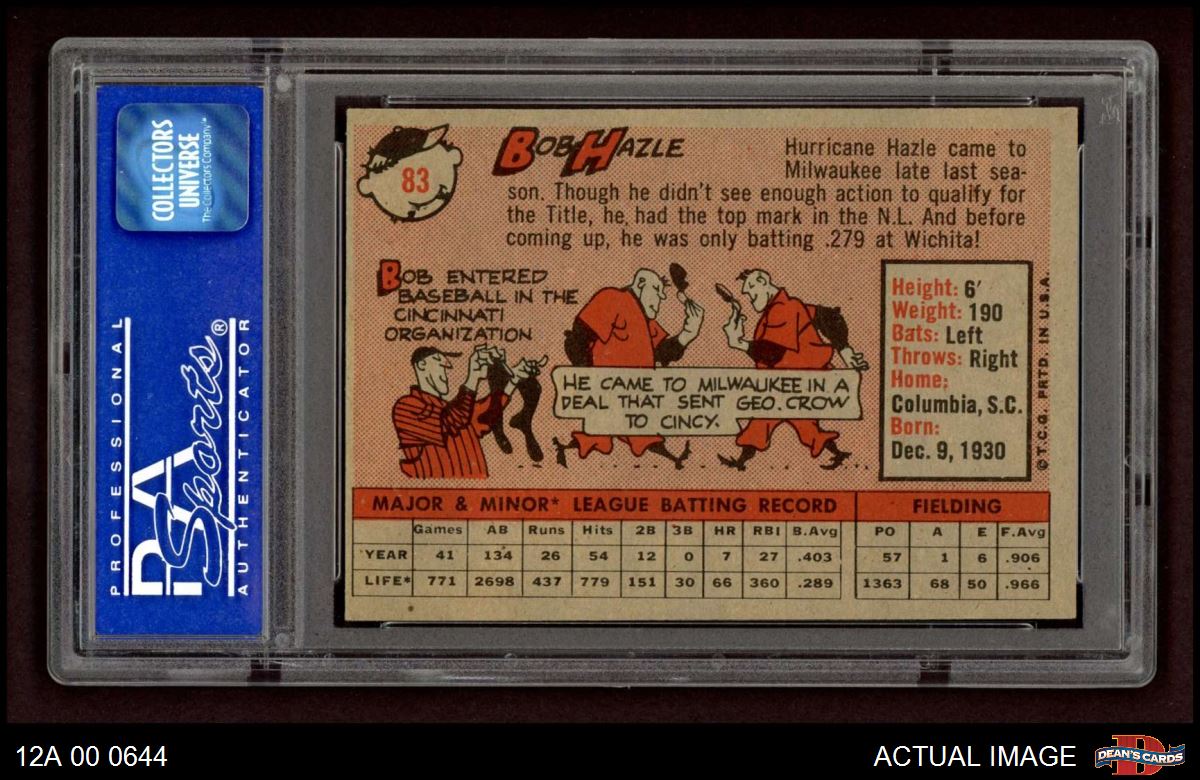 COLLECTORS
UNIVERSE
The Collectors Company℠
PROFESSIONAL
PSA
Sports®
AUTHENTICATOR
83
BOB HAZLE
Hurricane Hazle came to
Milwaukee late last sea-
son. Though he didn't see enough action to qualify for
the Title, he had the top mark in the N.L. And before
coming up, he was only batting .279 at Wichita!
BOB ENTERED
BASEBALL IN THE
CINCINNATI
ORGANIZATION
HE CAME TO MILWAUKEE IN A
DEAL THAT SENT GEO. CROW
TO CINCY.
Height: 6′
Weight: 190
Bats: Left
Throws: Right
Home:
Columbia, S.C.
Born:
Dec. 9, 1930
©T.C.G. PRTD. IN U.S.A.
MAJOR & MINOR* LEAGUE BATTING RECORD FIELDING
Games AB Runs Hits 2B 3B HR RBI B.Avg PO A E F.Avg
YEAR 41 134 26 54 12 0 7 27 .403 57 1 6 .906
LIFE* 771 2698 437 779 151 30 66 360 .289 1363 68 50 .966
12A 00 0644
ACTUAL IMAGE
DEAN'S CARDS